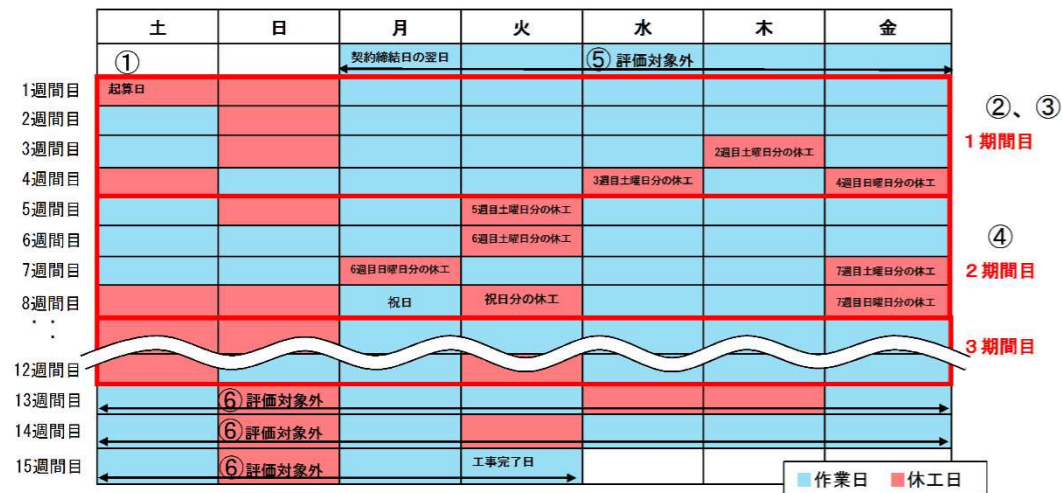 土 日 月 火 水 木 金
① 契約締結日の翌日 ⑤ 評価対象外
1週間目 起算日
②、③
2週間目
3週間目 2週目土曜日分の休工 1期間目
4週間目 3週目土曜日分の休工 4週目日曜日分の休工
5週間目 5週目土曜日分の休工
6週間目 6週目土曜日分の休工 ④
7週間目 6週目日曜日分の休工 7週目土曜日分の休工 2期間目
8週間目 祝日 祝日分の休工 7週目日曜日分の休工
・・
3期間目
12週間目
13週間目 ⑥ 評価対象外
14週間目 ⑥ 評価対象外
15週間目 ⑥ 評価対象外 工事完了日
作業日 休工日